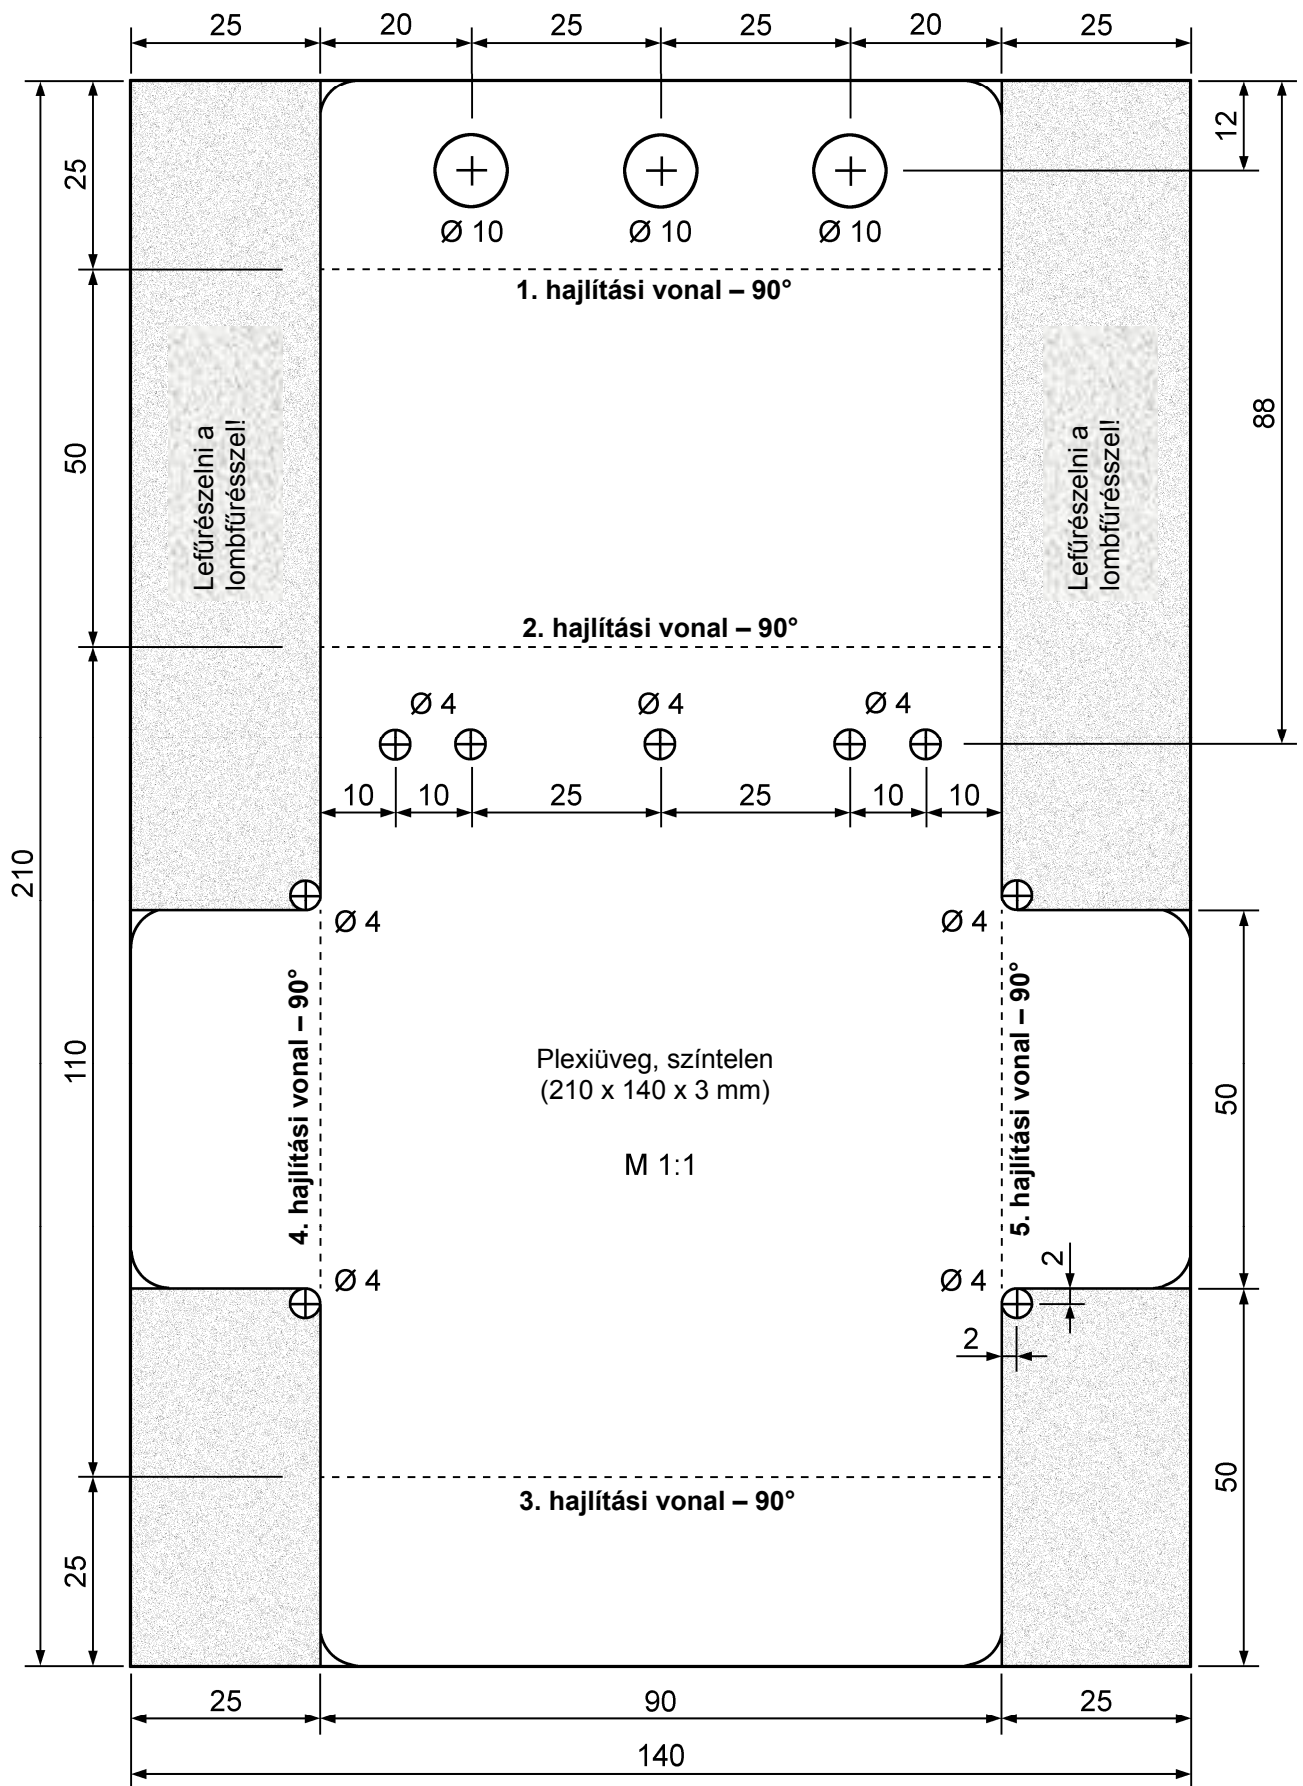 25 20 25 25 20 25
12
25
Ø 10 Ø 10 Ø 10
1. hajlítási vonal – 90°
88
50
Lefűrészelni a
lombfűrésszel!
Lefűrészelni a
lombfűrésszel!
2. hajlítási vonal – 90°
Ø 4 Ø 4 Ø 4
10 10 25 25 10 10
210
Ø 4 Ø 4
110
4. hajlítási vonal – 90°
Plexiüveg, színtelen
(210 x 140 x 3 mm)
M 1:1
5. hajlítási vonal – 90°
50
Ø 4 Ø 4
2
2
50
3. hajlítási vonal – 90°
25
25 90 25
140